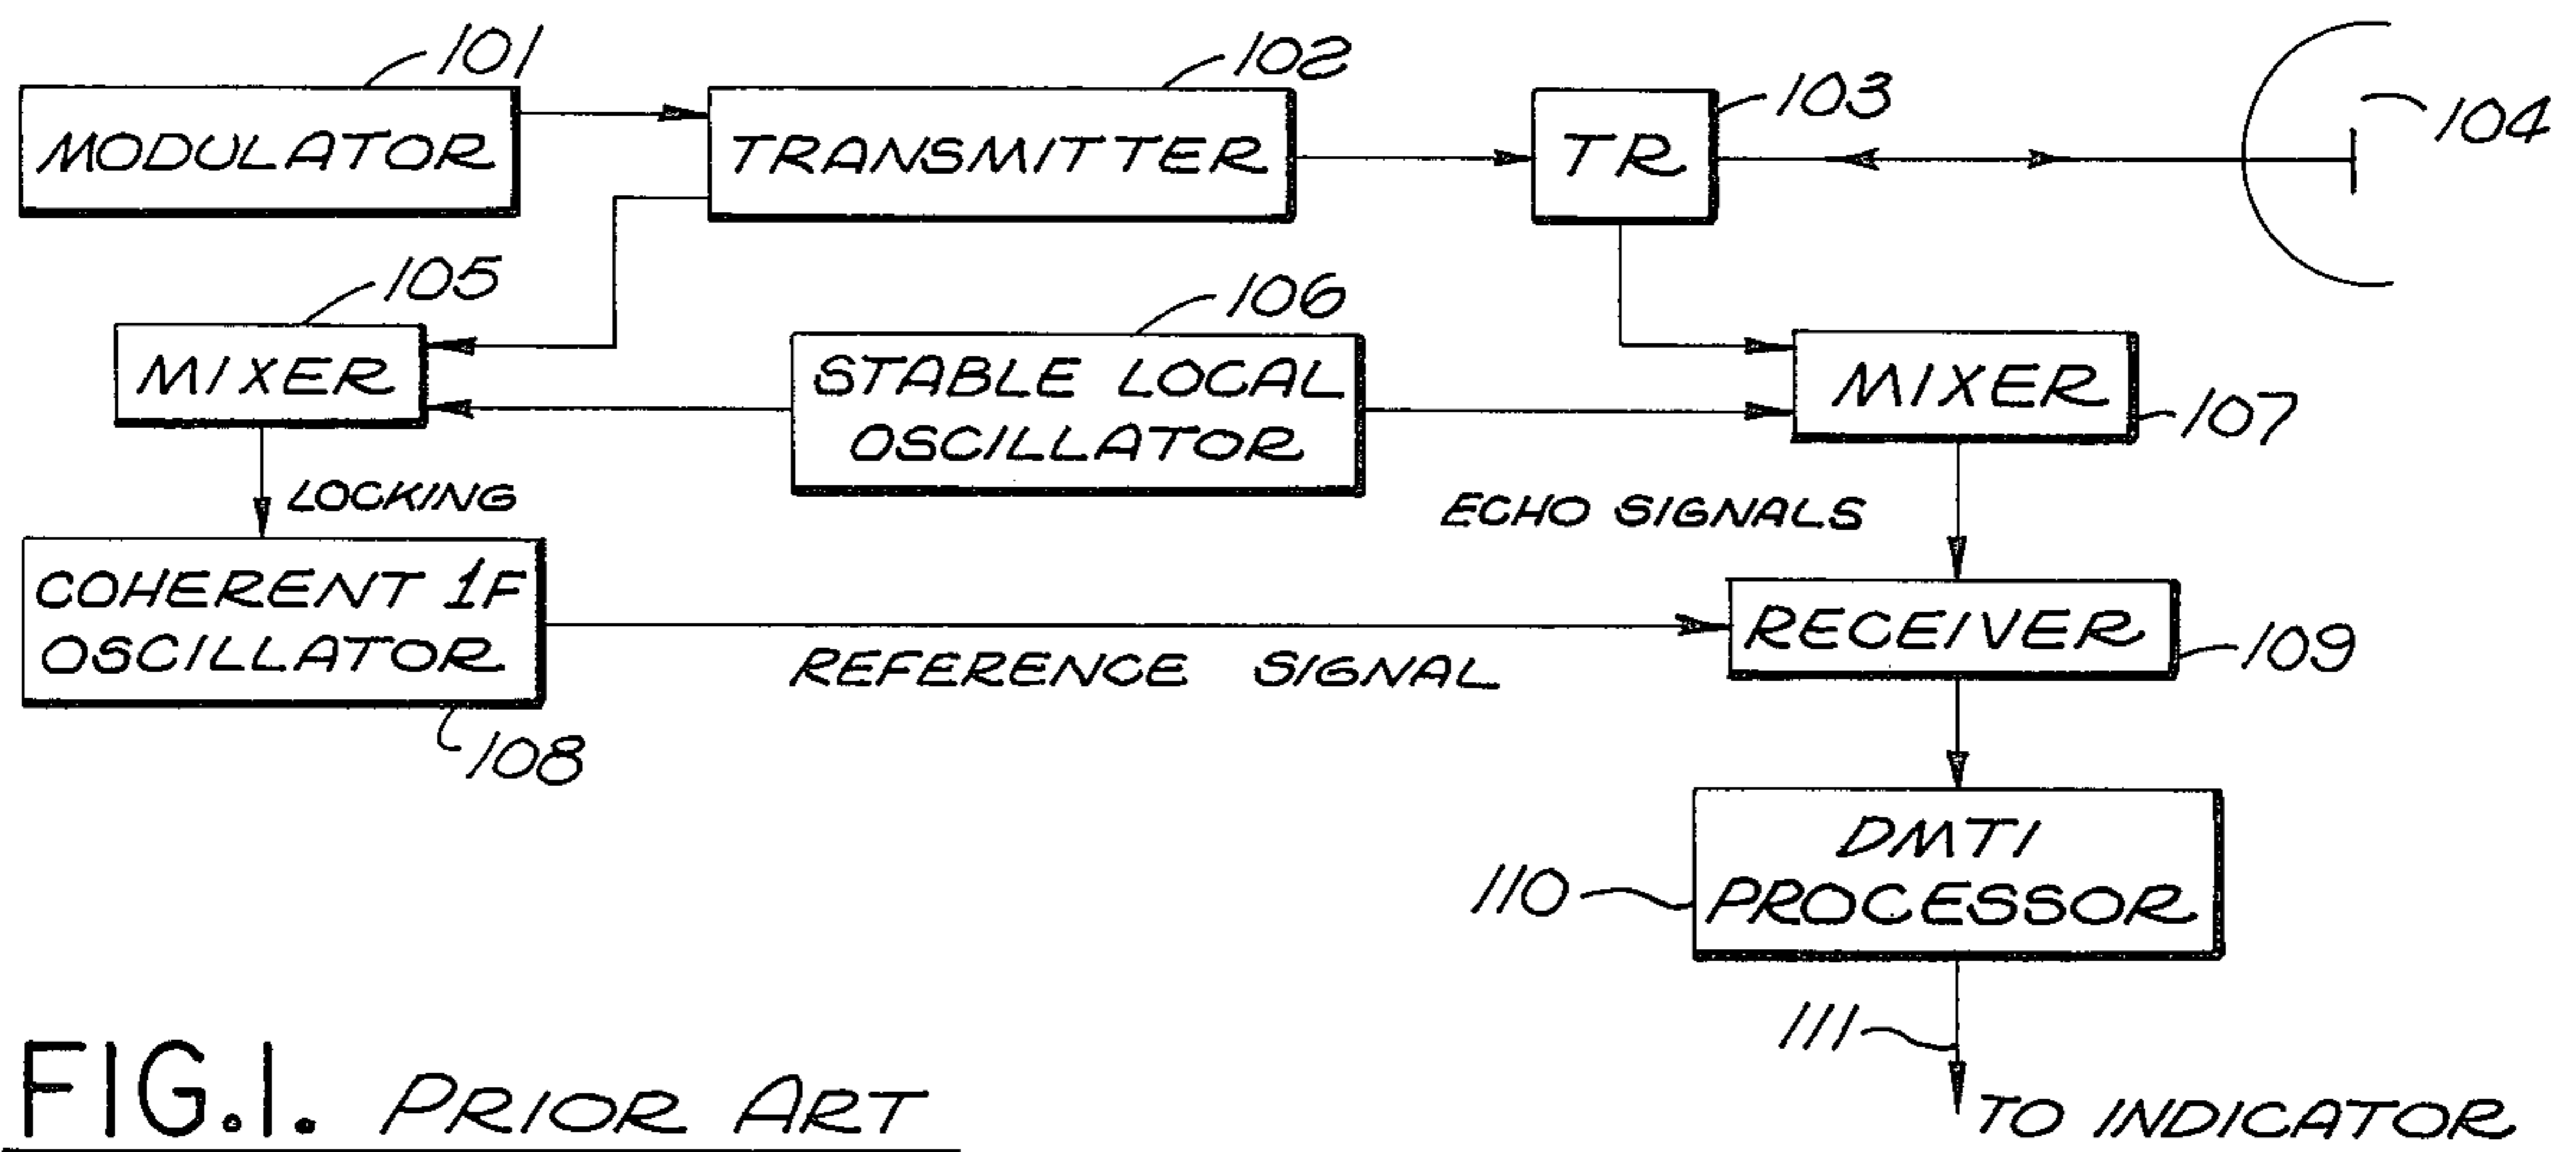 101
102
103
104
MODULATOR
TRANSMITTER
TR
105
106
MIXER
STABLE LOCAL
OSCILLATOR
MIXER
107
LOCKING
ECHO SIGNALS
COHERENT IF
OSCILLATOR
RECEIVER
109
REFERENCE SIGNAL
108
DMTI
PROCESSOR
110
111
FIG.1. PRIOR ART
TO INDICATOR